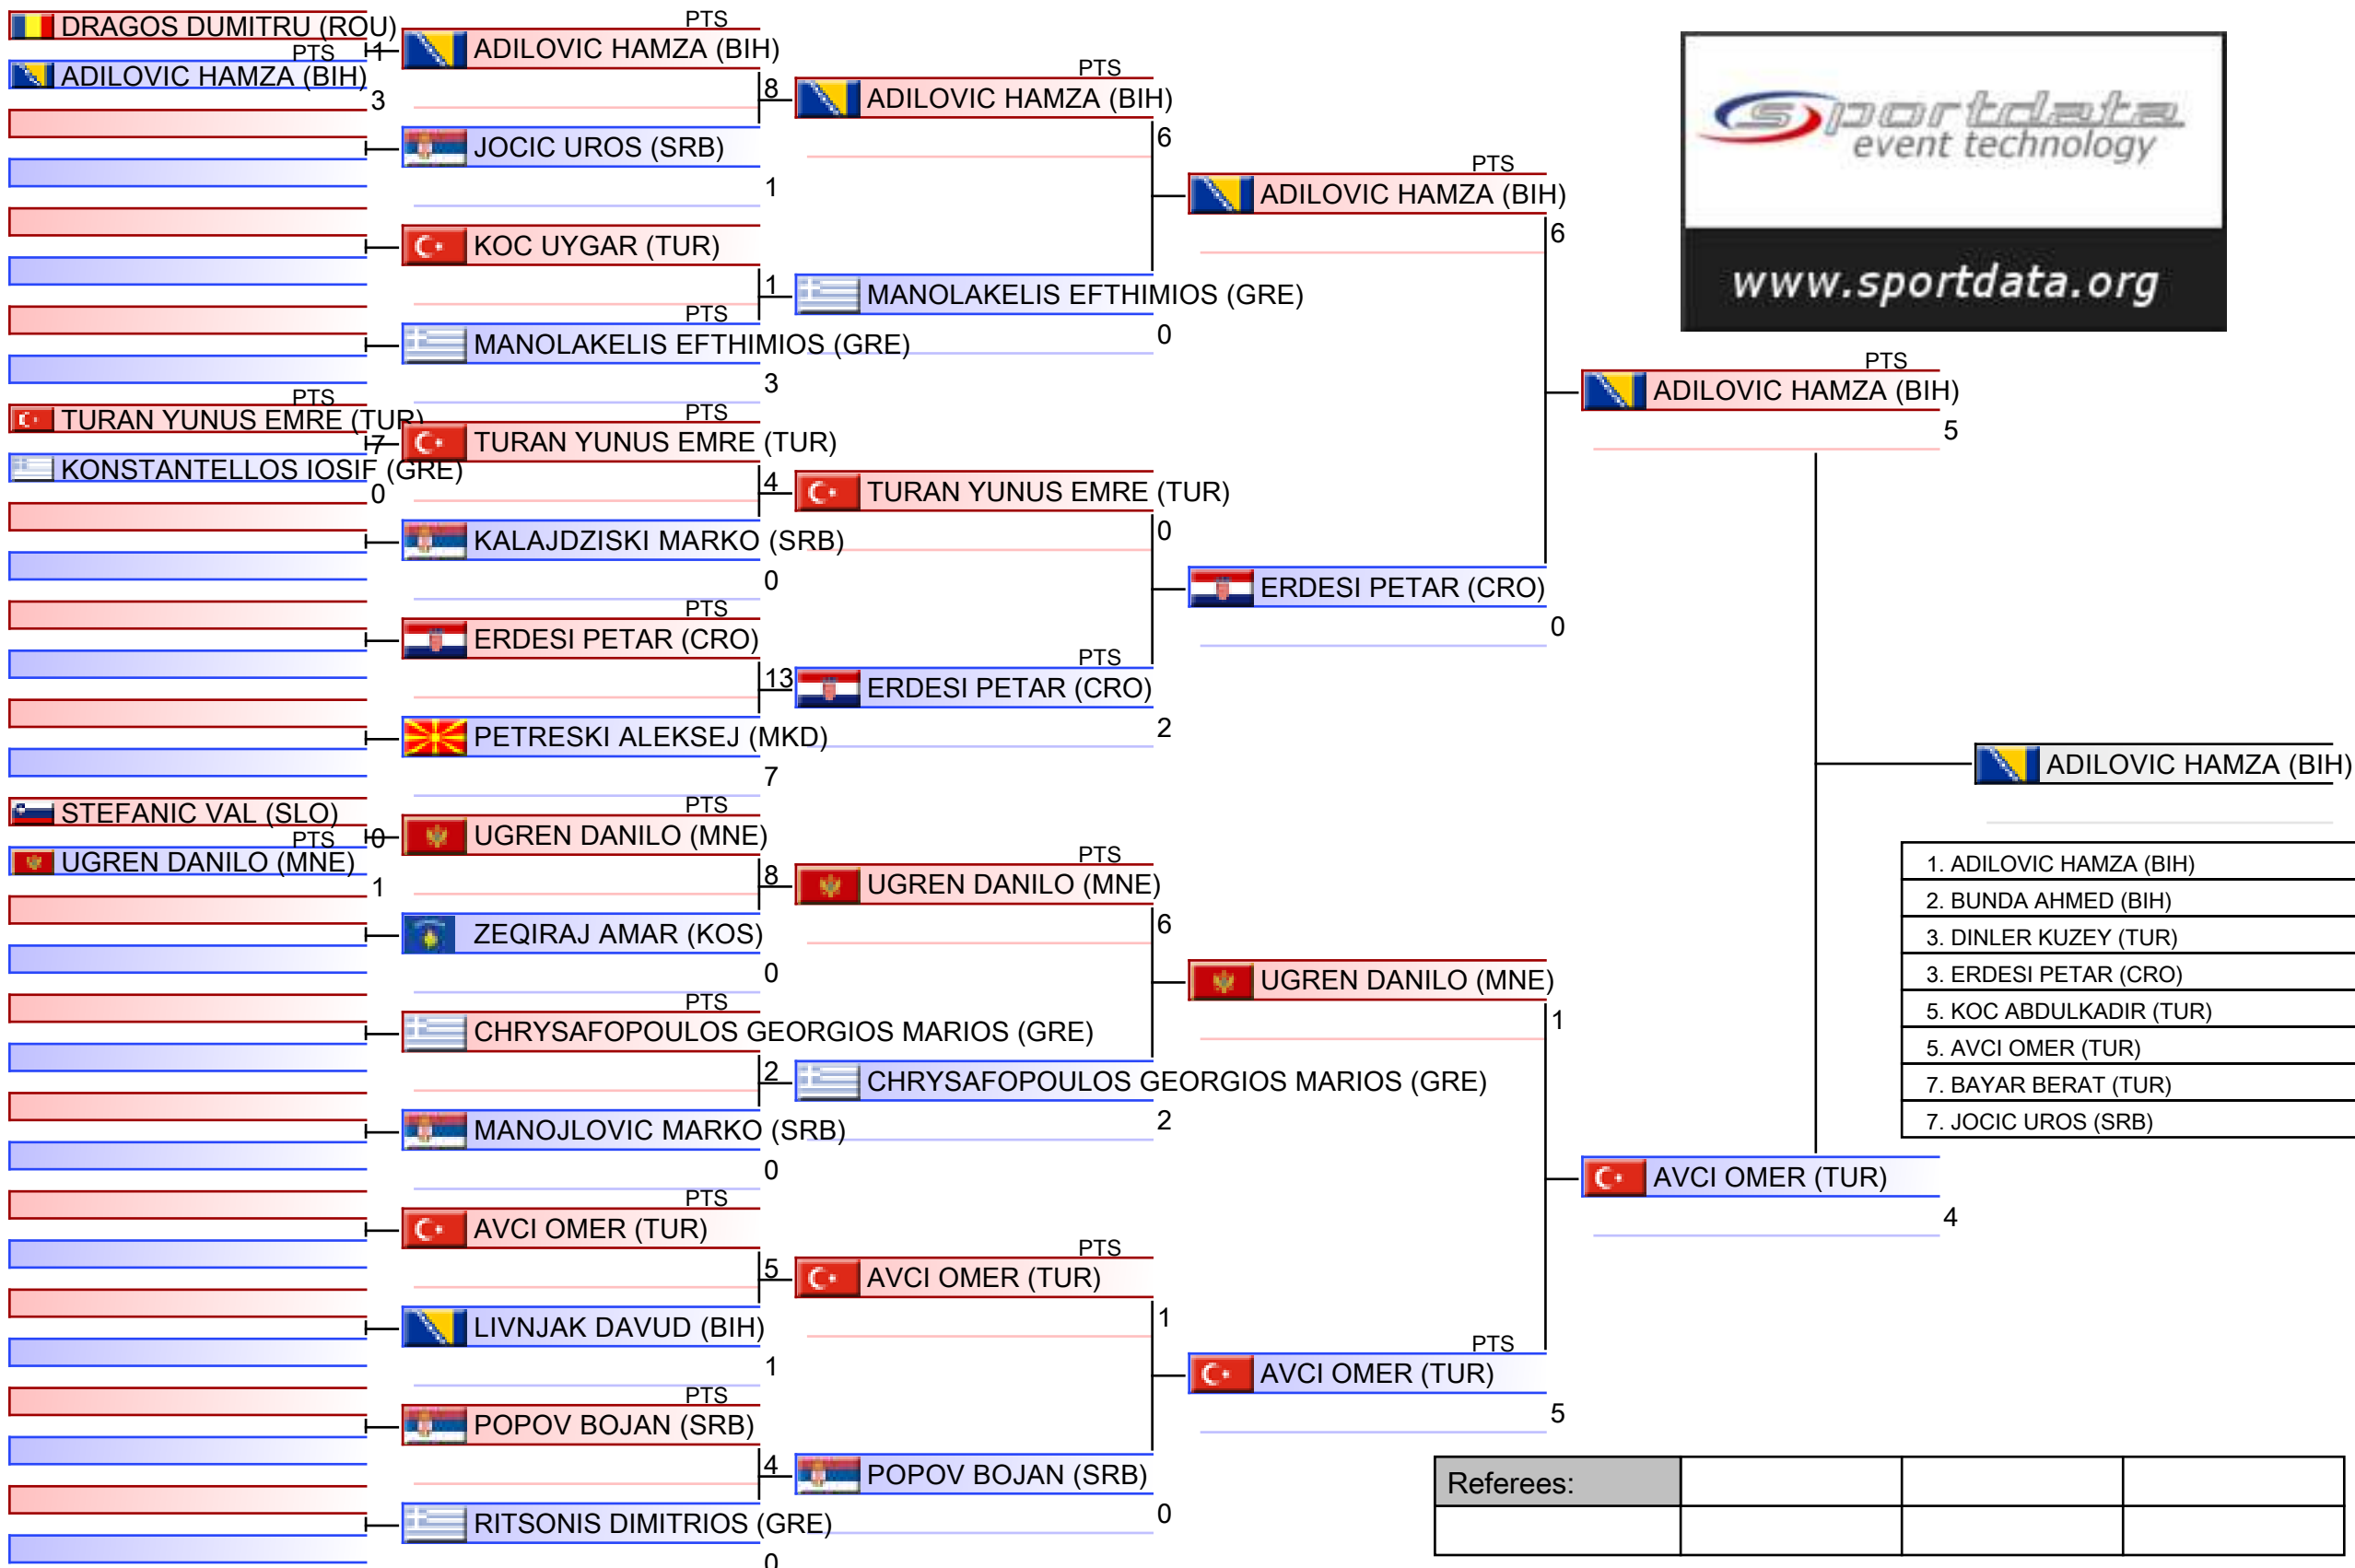 DRAGOS DUMITRU (ROU)
1
PTS
ADILOVIC HAMZA (BIH)
3
TURAN YUNUS EMRE (TUR)
PTS
7
KONSTANTELLOS IOSIF (GRE)
0
STEFANIC VAL (SLO)
0
PTS
UGREN DANILO (MNE)
1
PTS
ADILOVIC HAMZA (BIH)
8
JOCIC UROS (SRB)
1
KOC UYGAR (TUR)
1
PTS
MANOLAKELIS EFTHIMIOS (GRE)
3
PTS
TURAN YUNUS EMRE (TUR)
4
KALAJDZISKI MARKO (SRB)
0
PTS
ERDESI PETAR (CRO)
13
PETRESKI ALEKSEJ (MKD)
7
PTS
UGREN DANILO (MNE)
8
ZEQIRAJ AMAR (KOS)
0
PTS
CHRYSAFOPOULOS GEORGIOS MARIOS (GRE)
2
MANOJLOVIC MARKO (SRB)
0
PTS
AVCI OMER (TUR)
5
LIVNJAK DAVUD (BIH)
1
PTS
POPOV BOJAN (SRB)
4
RITSONIS DIMITRIOS (GRE)
0
PTS
ADILOVIC HAMZA (BIH)
6
MANOLAKELIS EFTHIMIOS (GRE)
0
TURAN YUNUS EMRE (TUR)
0
PTS
ERDESI PETAR (CRO)
2
PTS
UGREN DANILO (MNE)
6
CHRYSAFOPOULOS GEORGIOS MARIOS (GRE)
2
PTS
AVCI OMER (TUR)
1
POPOV BOJAN (SRB)
0
PTS
ADILOVIC HAMZA (BIH)
6
ERDESI PETAR (CRO)
0
UGREN DANILO (MNE)
1
PTS
AVCI OMER (TUR)
5
PTS
ADILOVIC HAMZA (BIH)
5
AVCI OMER (TUR)
4
ADILOVIC HAMZA (BIH)
sportdata
event technology
www.sportdata.org
1. ADILOVIC HAMZA (BIH)
2. BUNDA AHMED (BIH)
3. DINLER KUZEY (TUR)
3. ERDESI PETAR (CRO)
5. KOC ABDULKADIR (TUR)
5. AVCI OMER (TUR)
7. BAYAR BERAT (TUR)
7. JOCIC UROS (SRB)
Referees: